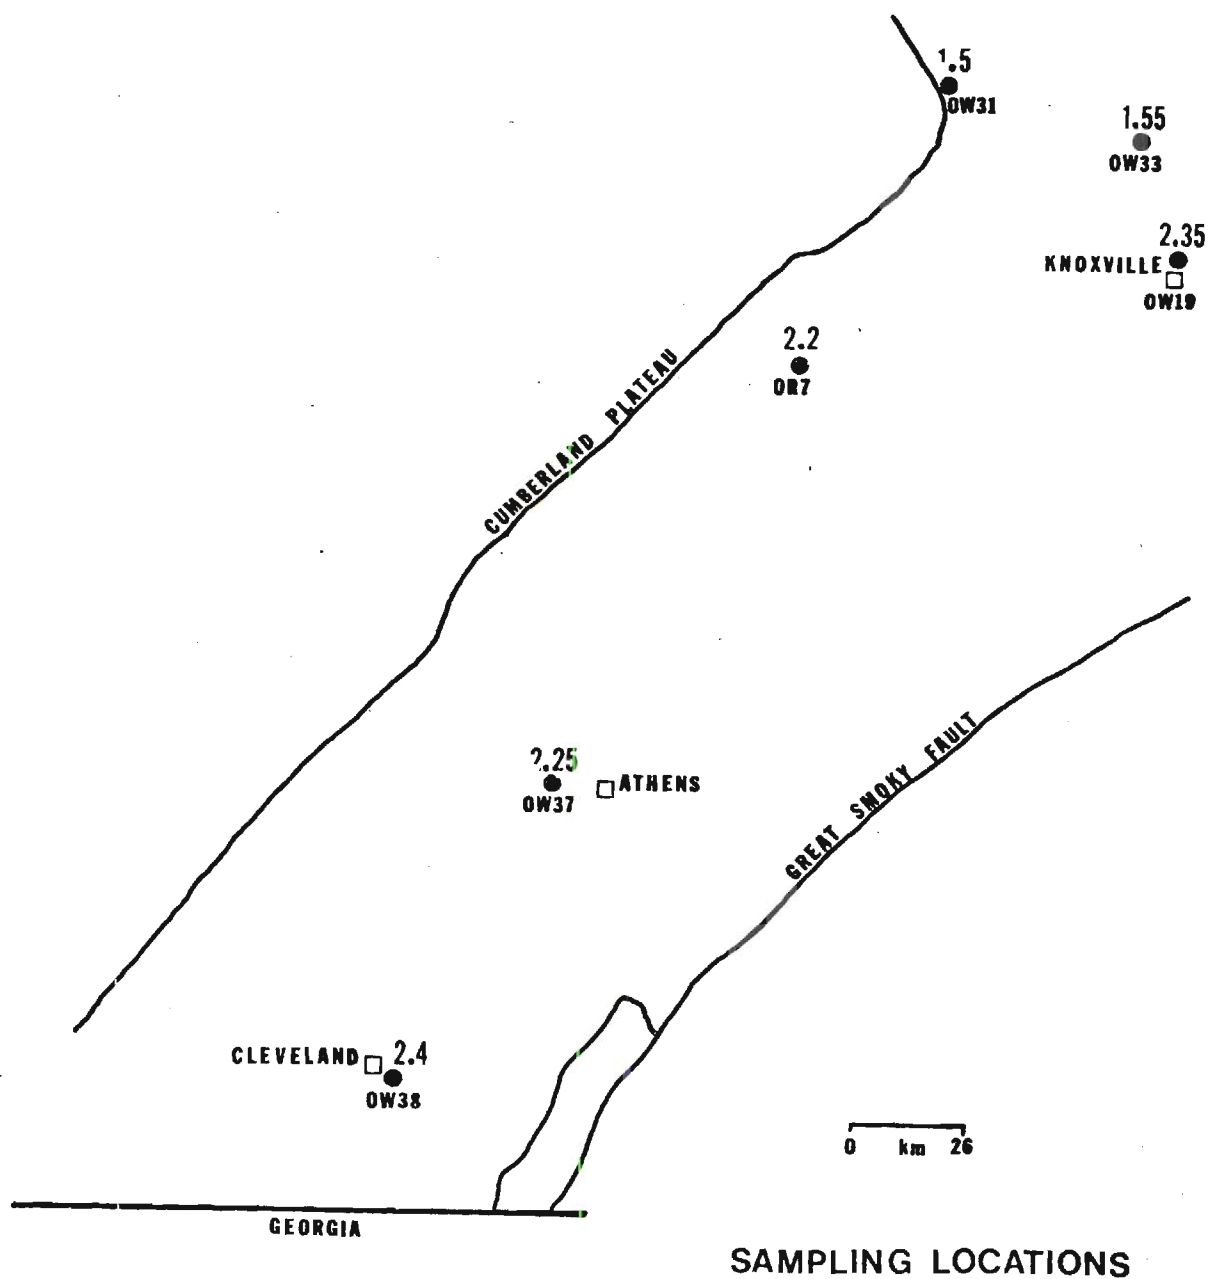 1.5
OW31
1.55
OW33
2.35
KNOXVILLE
OW19
2.2
OR7
CUMBERLAND PLATEAU
2.25
OW37
ATHENS
GREAT SMOKY FAULT
CLEVELAND
2.4
OW38
0 km 26
GEORGIA
SAMPLING LOCATIONS